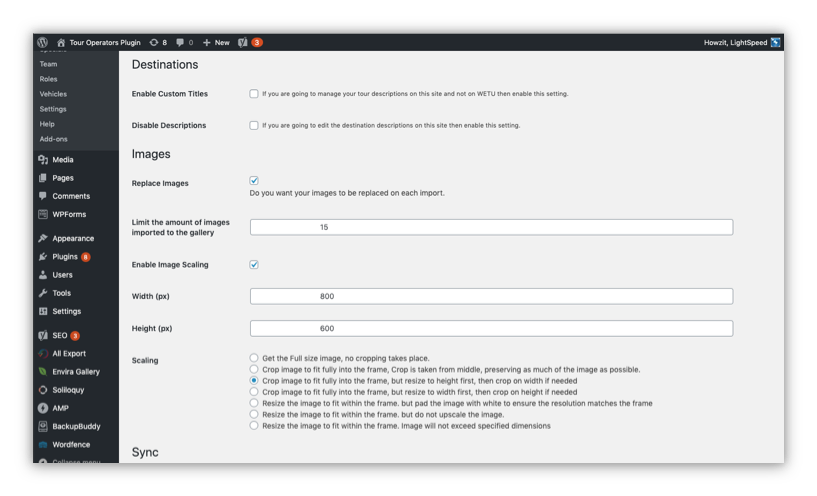 Tour Operators Plugin 8 0 New 3 Howzit, LightSpeed
Team
Roles
Vehicles
Settings
Help
Add-ons
Media
Pages
Comments
WPForms
Appearance
Plugins 8
Users
Tools
Settings
SEO 3
All Export
Envira Gallery
Soliloquy
AMP
BackupBuddy
Wordfence
Collapse menu
Destinations
Enable Custom Titles If you are going to manage your tour descriptions on this site and not on WETU then enable this setting.
Disable Descriptions If you are going to edit the destination descriptions on this site then enable this setting.
Images
Replace Images
Do you want your images to be replaced on each import.
Limit the amount of images
imported to the gallery
15
Enable Image Scaling
Width (px) 800
Height (px) 600
Scaling
Get the Full size image, no cropping takes place.
Crop image to fit fully into the frame, Crop is taken from middle, preserving as much of the image as possible.
Crop image to fit fully into the frame, but resize to height first, then crop on width if needed
Crop image to fit fully into the frame, but resize to width first, then crop on height if needed
Resize the image to fit within the frame. but pad the image with white to ensure the resolution matches the frame
Resize the image to fit within the frame. but do not upscale the image.
Resize the image to fit within the frame. Image will not exceed specified dimensions
Sync